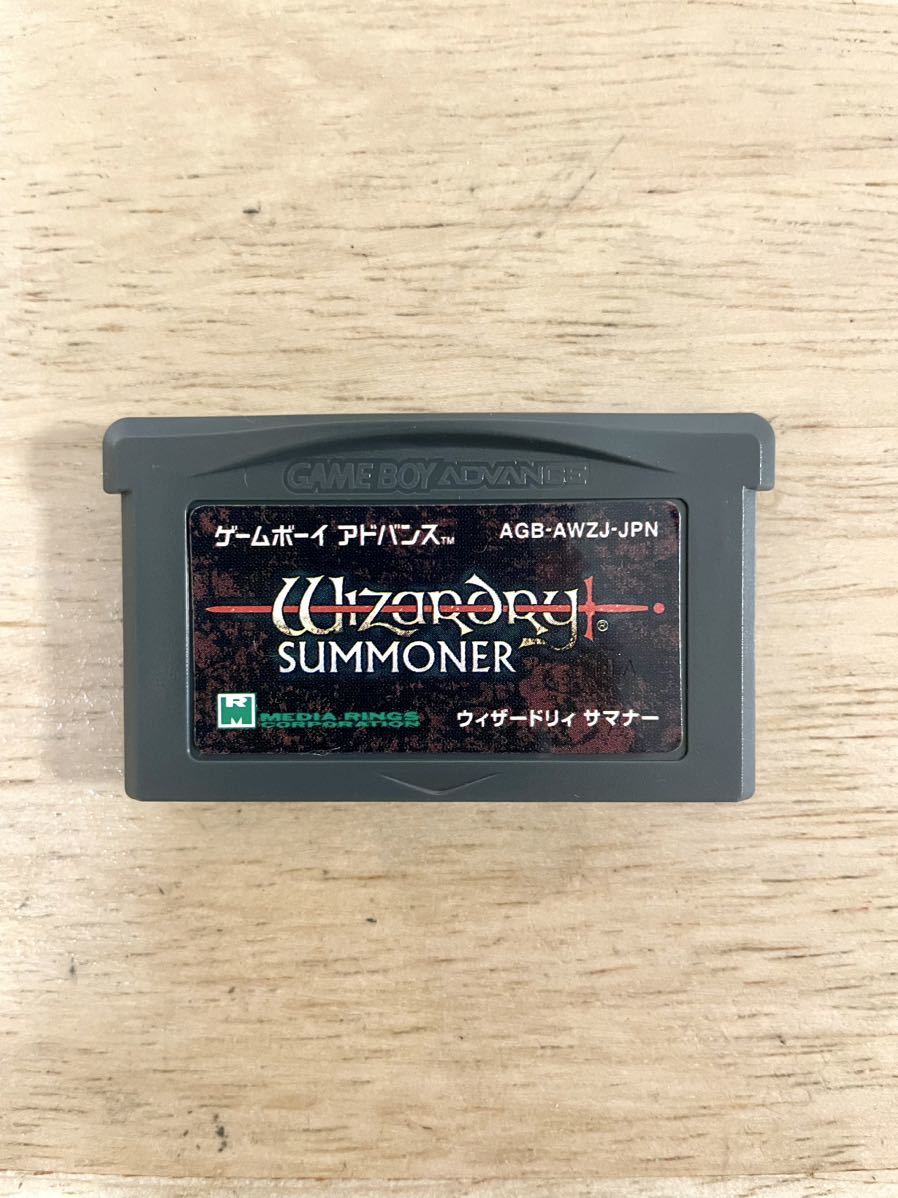 GAME BOY ADVANCE
ゲームボーイ アドバンス™ AGB-AWZJ-JPN
Wizardry®
SUMMONER
RM MEDIA RINGS
CORPORATION
ウィザードリィ サマナー